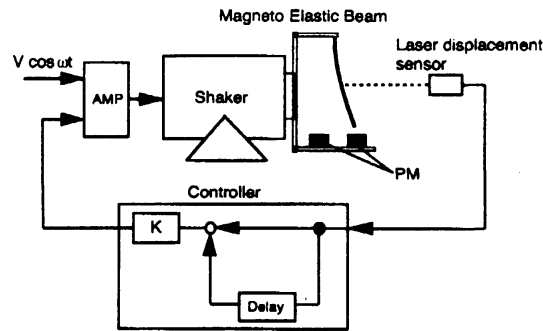 Magneto Elastic Beam
Laser displacement
sensor
V cos ωt
AMP
Shaker
PM
Controller
K
Delay